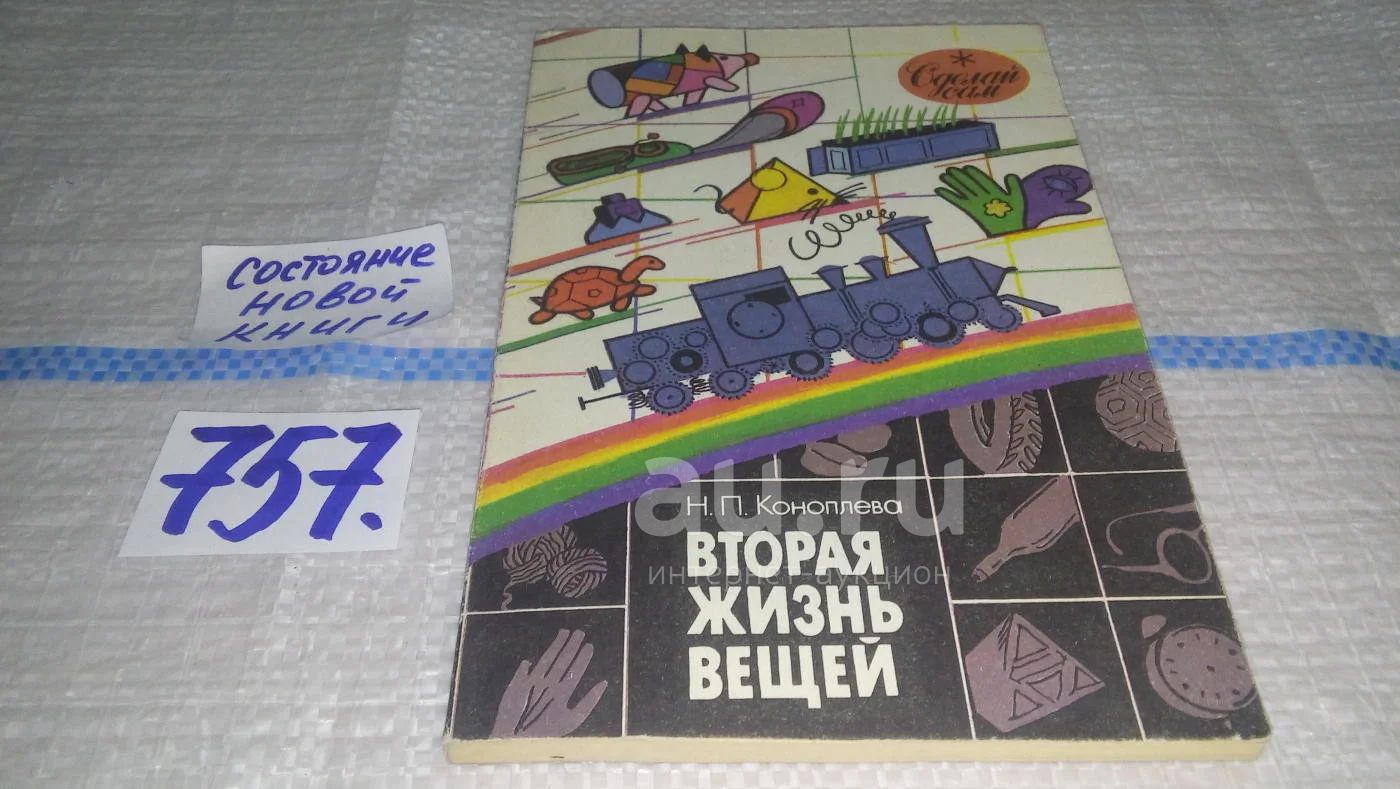 Сделай
сам
состояние
новой
книги
757.
Н. П. Коноплева
ВТОРАЯ
ЖИЗНЬ
ВЕЩЕЙ
au.ru
интернет-аукцион